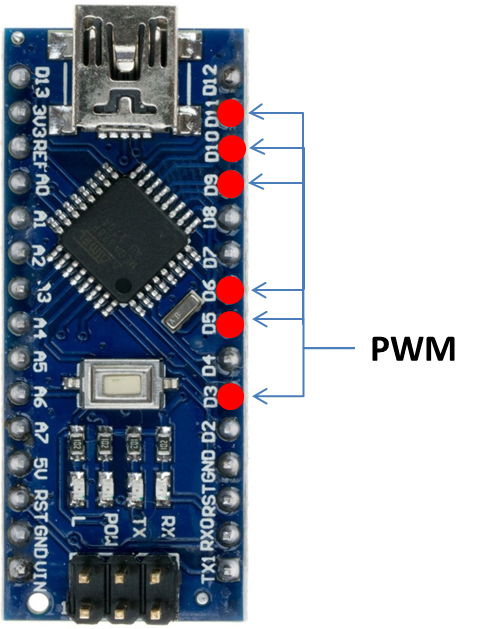 D13
3V3
REF
A0
A1
A2
A3
A4
A5
A6
A7
5V
RST
GND
VIN
D12
D11
D10
D9
D8
D7
D6
D5
D4
D3
D2
GND
RST
RX0
TX1
L
POW
TX
RX
1
PWM